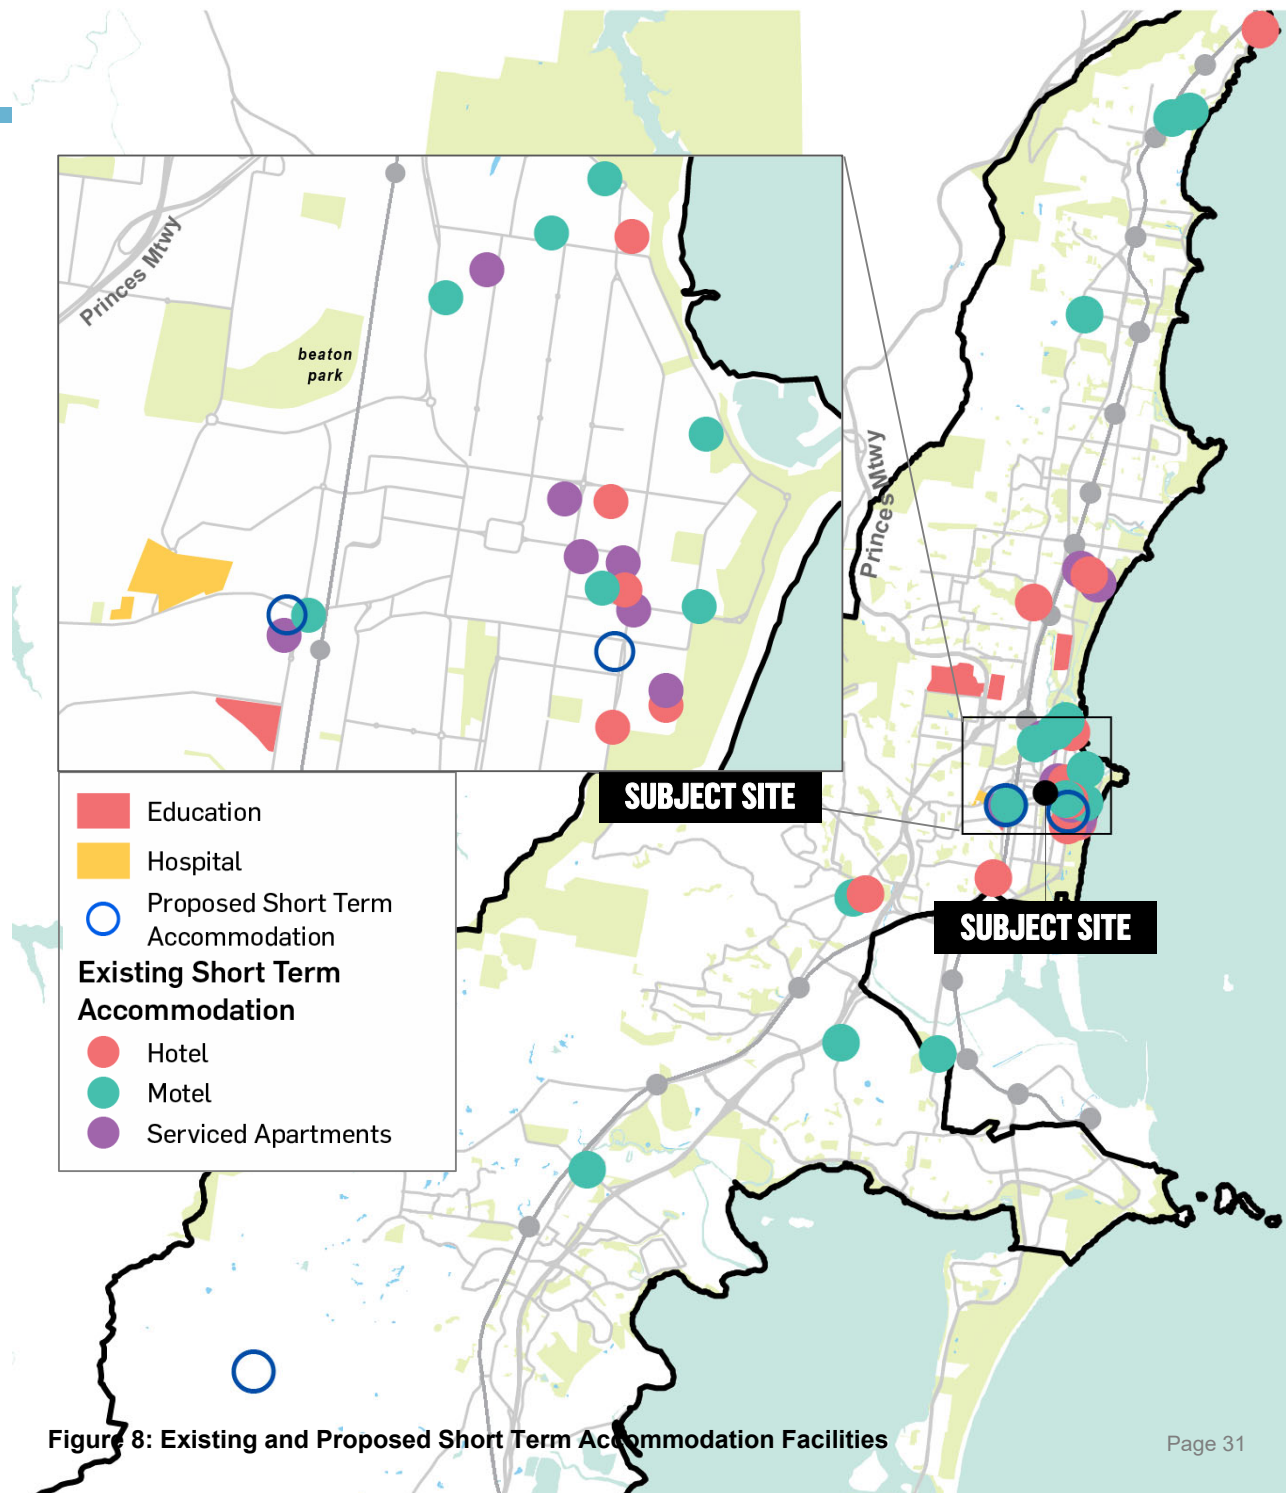 Princes Mtwy
beaton
park
Princes Mtwy
SUBJECT SITE
Education
Hospital
Proposed Short Term
Accommodation
Existing Short Term
Accommodation
Hotel
Motel
Serviced Apartments
SUBJECT SITE
Figure 8: Existing and Proposed Short Term Accommodation Facilities
Page 31